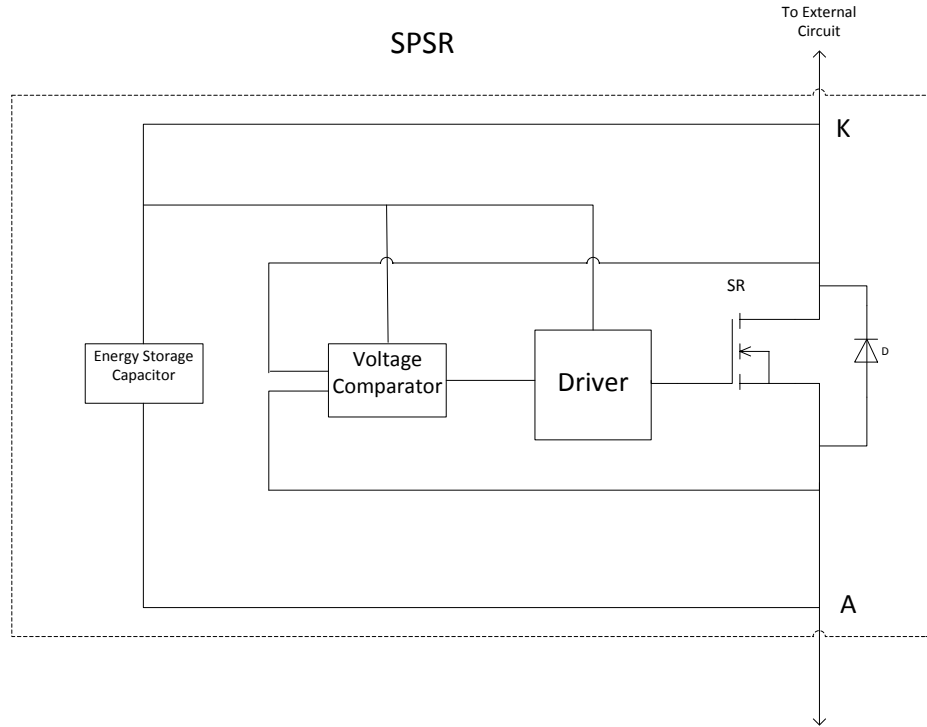 To External
Circuit
SPSR
K
SR
Energy Storage
Capacitor
Voltage
Comparator
Driver
D
A